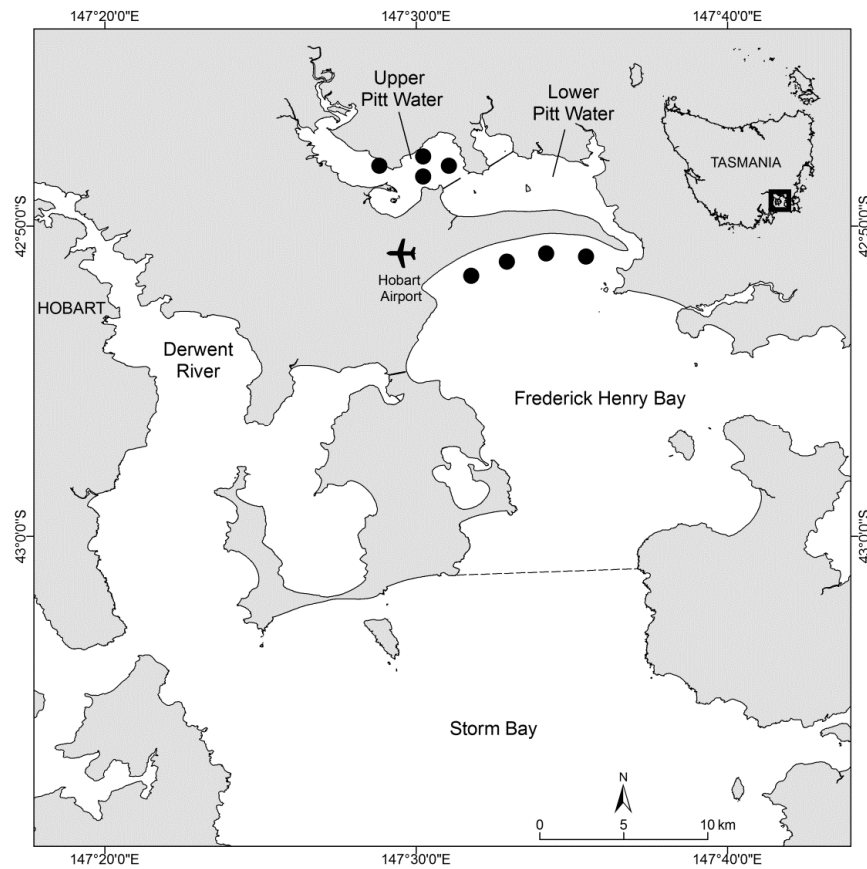 147°20'0"E
147°30'0"E
147°40'0"E
Upper
Pitt Water
Lower
Pitt Water
TASMANIA
42°50'0"S
42°50'0"S
Hobart
Airport
HOBART
Derwent
River
Frederick Henry Bay
43°0'0"S
43°0'0"S
Storm Bay
N
0 5 10 km
147°20'0"E
147°30'0"E
147°40'0"E